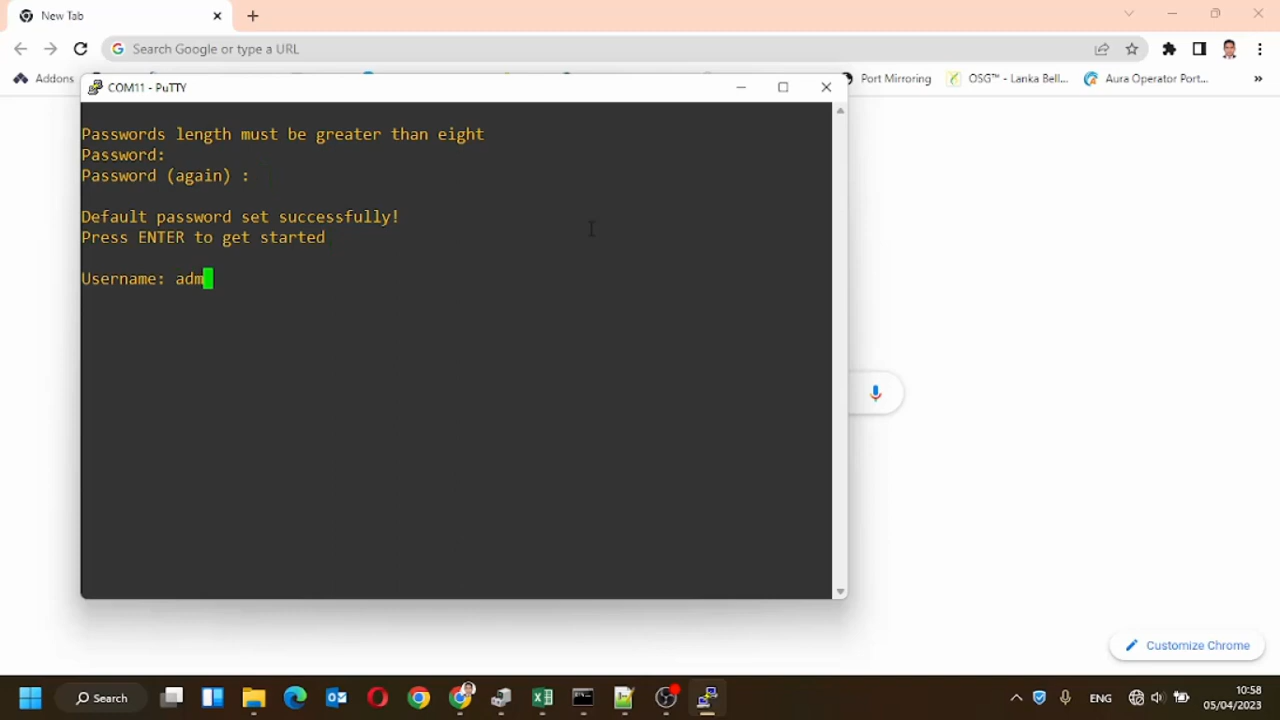 New Tab
Search Google or type a URL
Addons
Port Mirroring
OSG™ - Lanka Bell...
Aura Operator Port...
»
COM11 - PuTTY
Passwords length must be greater than eight
Password:
Password (again) :
Default password set successfully!
Press ENTER to get started
Username: adm
Customize Chrome
Search
ENG
10:58
05/04/2023